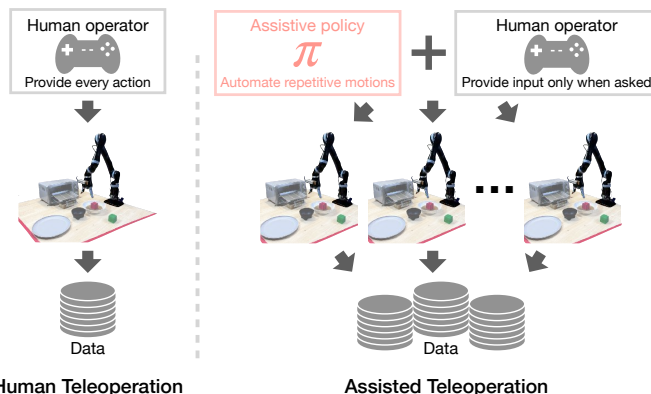 Human operator
Provide every action
Data
Human Teleoperation
Assistive policy
π
Automate repetitive motions
+
Human operator
Provide input only when asked
...
Data
Assisted Teleoperation